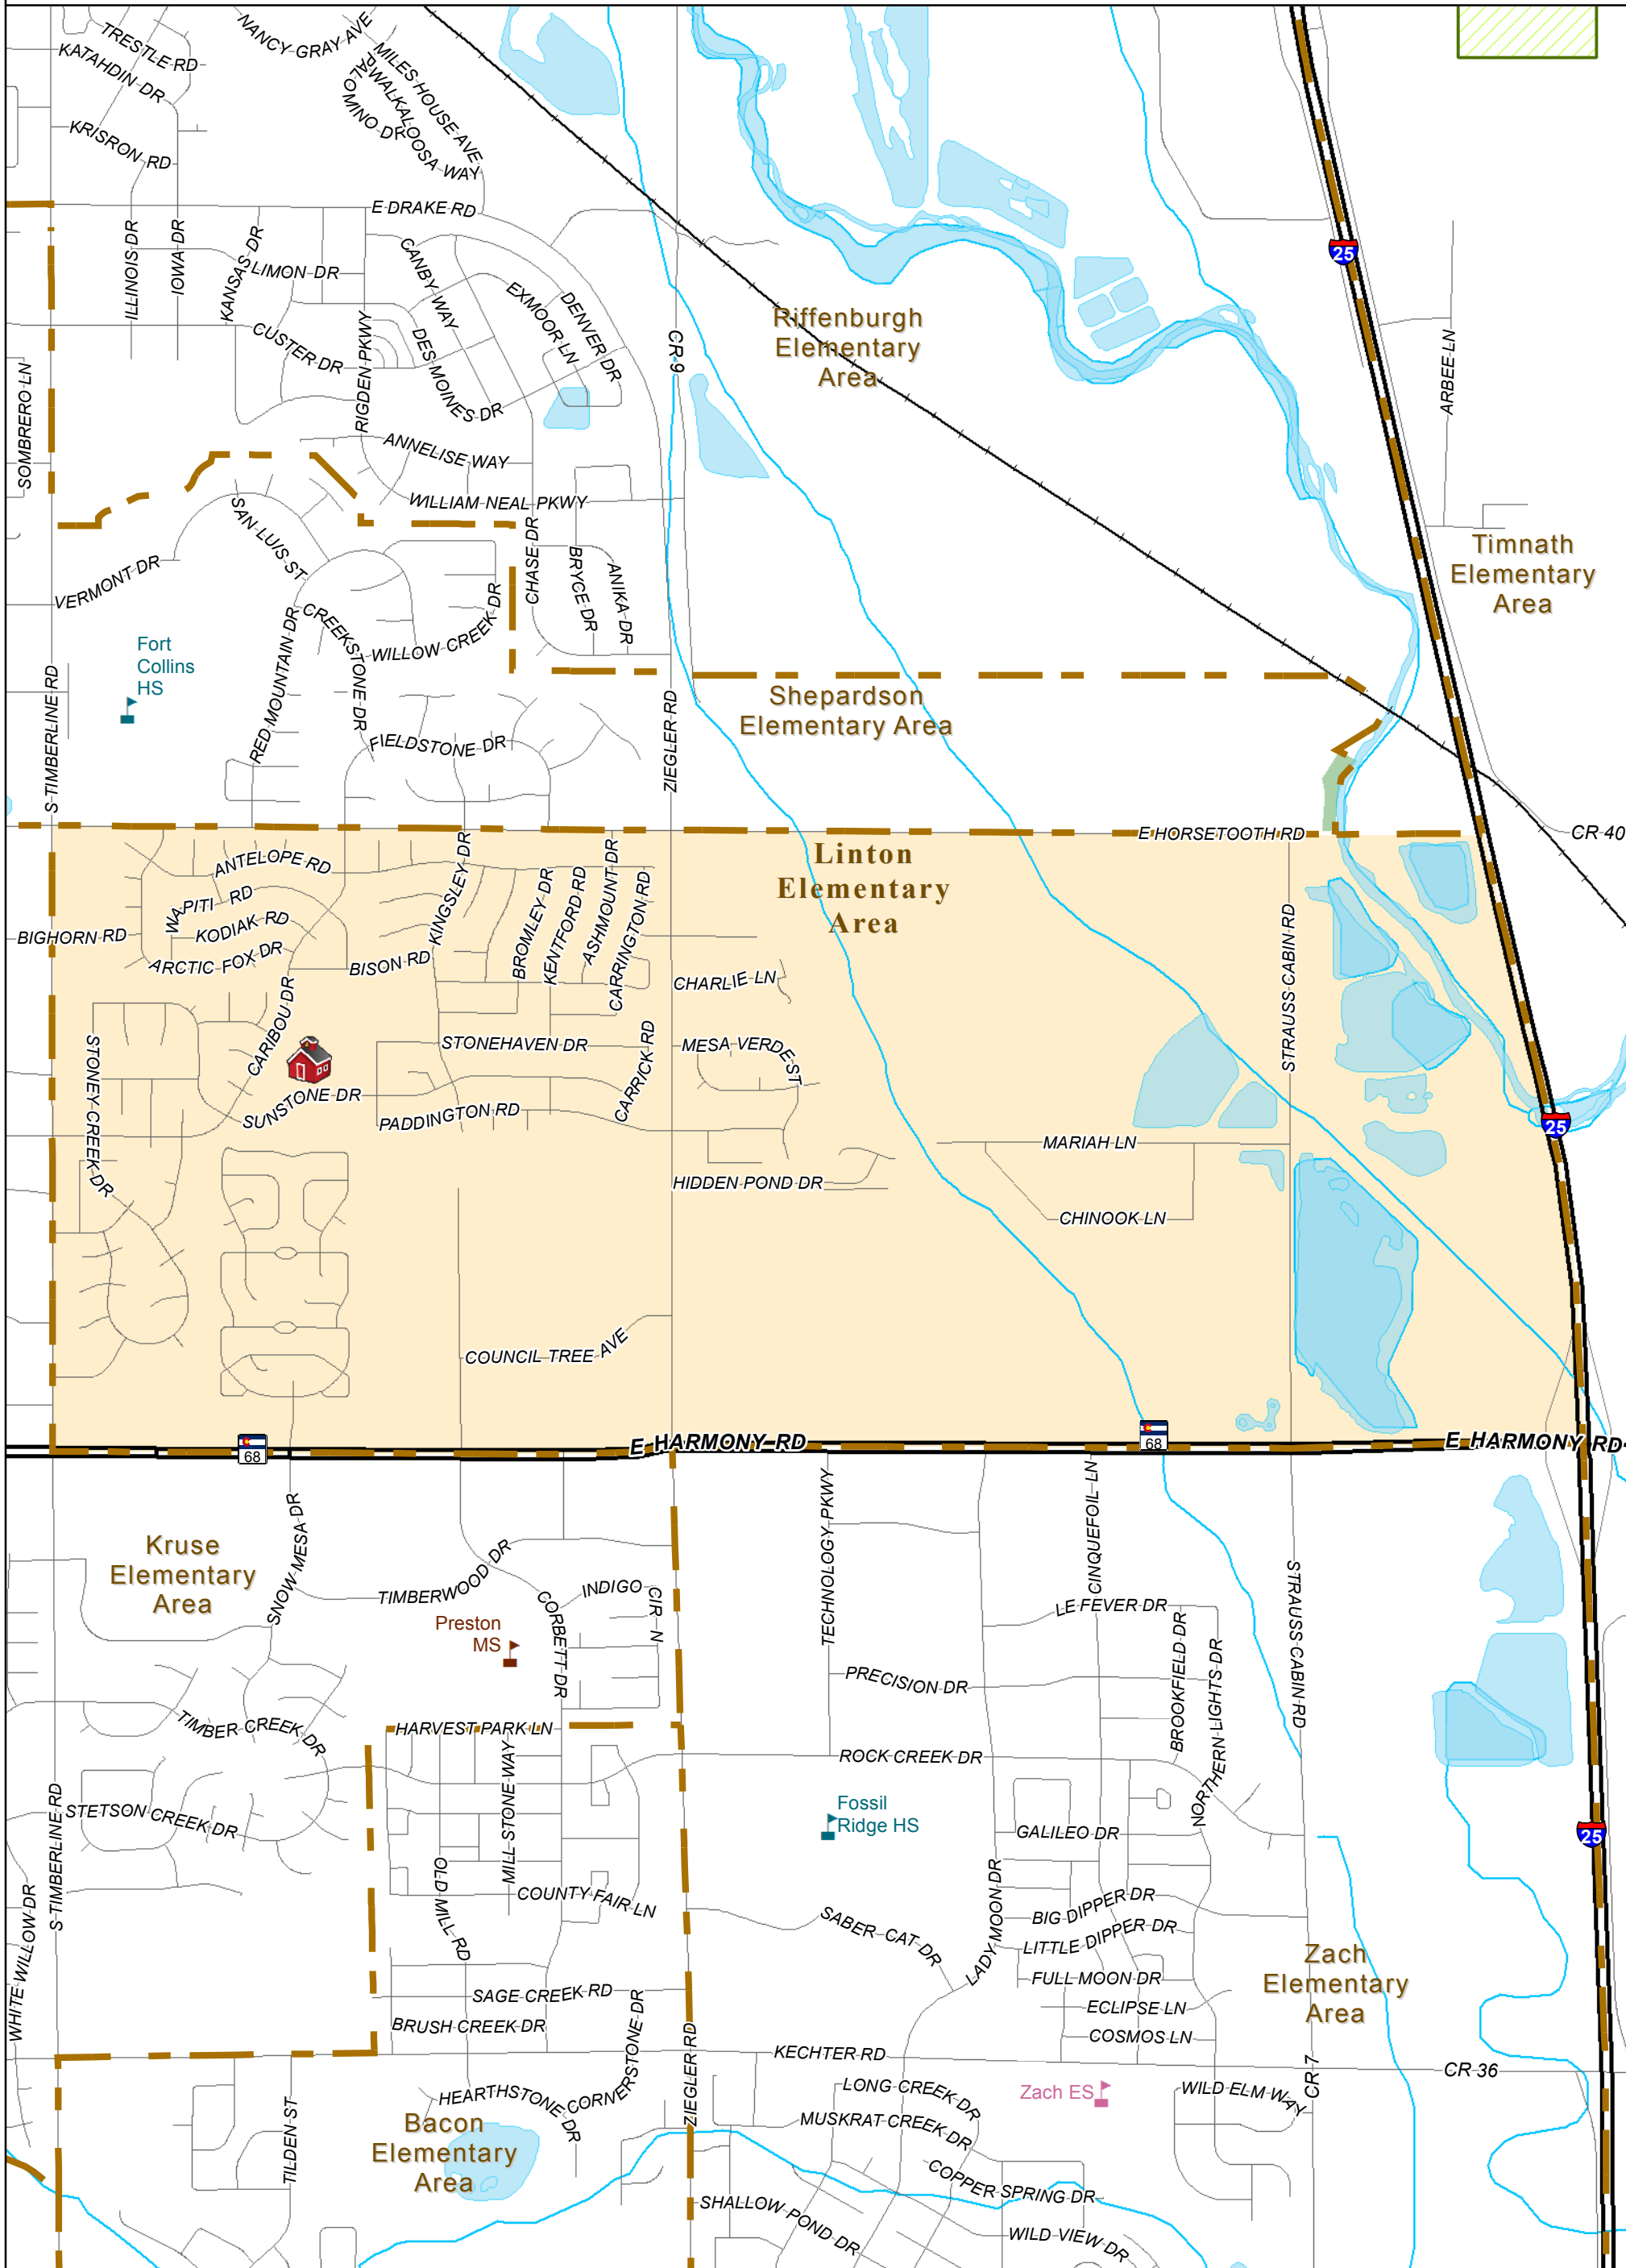 TRESTLE RD
NANCY GRAY AVE
KATAHDIN DR
MILES HOUSE AVE
PALOMINO DR
WALKALOOSA WAY
KRISRON RD
E DRAKE RD
ILLINOIS DR
IOWA DR
KANSAS DR
LIMON DR
CANBY WAY
25
EXMOOR LN
DENVER DR
Riffenburgh
Elementary
Area
CUSTER DR
RIGDEN PKWY
DES MOINES DR
CR 9
ARBEE LN
SOMBRERO LN
ANNELISE WAY
WILLIAM NEAL PKWY
SAN LUIS ST
CHASE DR
BRYCE DR
ANIKA DR
Timnath
Elementary
Area
VERMONT DR
CREEKSTONE DR
WILLOW CREEK DR
RED MOUNTAIN DR
Fort
Collins
HS
S TIMBERLINE RD
ZIEGLER RD
Shepardson
Elementary Area
FIELDSTONE DR
E HORSETOOTH RD
CR 40
Linton
Elementary
Area
ANTELOPE RD
KINGSLEY DR
WAPITI RD
KODIAK RD
BIGHORN RD
ARCTIC FOX DR
BISON RD
BROMLEY DR
KENTFORD RD
ASHMOUNT DR
CARRINGTON RD
STRAUSS CABIN RD
CHARLIE LN
CARIBOU DR
STONEY CREEK DR
STONEHAVEN DR
CARRICK RD
MESA VERDE ST
SUNSTONE DR
PADDINGTON RD
25
MARIAH LN
HIDDEN POND DR
CHINOOK LN
COUNCIL TREE AVE
68
E HARMONY RD
68
E HARMONY RD
SNOW MESA DR
TECHNOLOGY PKWY
CINQUEFOIL LN
Kruse
Elementary
Area
TIMBERWOOD DR
CORBETT DR
INDIGO CIR N
STRAUSS CABIN RD
LE FEVER DR
Preston
MS
BROOKFIELD DR
NORTHERN LIGHTS DR
PRECISION DR
TIMBER CREEK DR
HARVEST PARK LN
ROCK CREEK DR
MILL STONE WAY
STETSON CREEK DR
S TIMBERLINE RD
Fossil
Ridge HS
GALILEO DR
25
OLD MILL RD
COUNTY FAIR LN
WHITE WILLOW DR
SABER CAT DR
LADY MOON DR
BIG DIPPER DR
LITTLE DIPPER DR
FULL MOON DR
Zach
Elementary
Area
SAGE CREEK RD
ECLIPSE LN
BRUSH CREEK DR
COSMOS LN
CORNERSTONE DR
ZIEGLER RD
KECHTER RD
CR 7
CR 36
HEARTHSTONE DR
LONG CREEK DR
Zach ES
WILD ELM WAY
TILDEN ST
Bacon
Elementary
Area
MUSKRAT CREEK DR
COPPER SPRING DR
SHALLOW POND DR
WILD VIEW DR